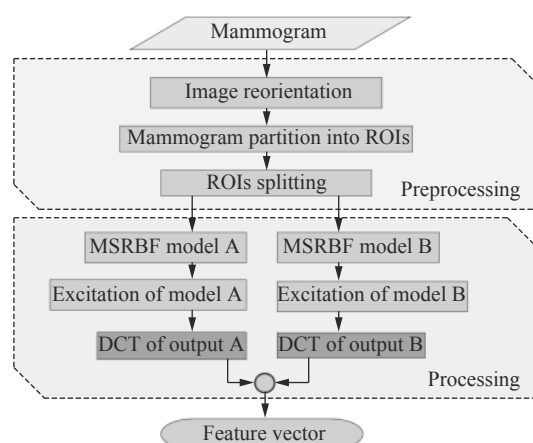 Mammogram
Image reorientation
Mammogram partition into ROIs
ROIs splitting
Preprocessing
MSRBF model A
MSRBF model B
Excitation of model A
Excitation of model B
DCT of output A
DCT of output B
Processing
Feature vector